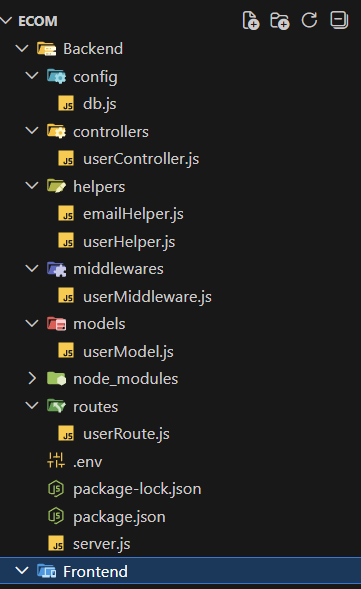 ECOM
Backend
config
db.js
controllers
userController.js
helpers
emailHelper.js
userHelper.js
middlewares
userMiddleware.js
models
userModel.js
node_modules
routes
userRoute.js
.env
package-lock.json
package.json
server.js
Frontend